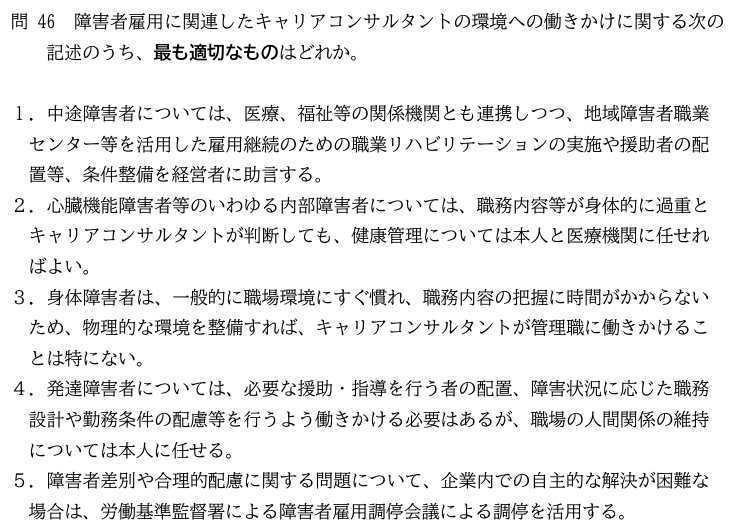 問 46 障害者雇用に関連したキャリアコンサルタントの環境への働きかけに関する次の
記述のうち、最も適切なものはどれか。
1．中途障害者については、医療、福祉等の関係機関とも連携しつつ、地域障害者職業
センター等を活用した雇用継続のための職業リハビリテーションの実施や援助者の配
置等、条件整備を経営者に助言する。
2．心臓機能障害者等のいわゆる内部障害者については、職務内容等が身体的に過重と
キャリアコンサルタントが判断しても、健康管理については本人と医療機関に任せれ
ばよい。
3．身体障害者は、一般的に職場環境にすぐ慣れ、職務内容の把握に時間がかからない
ため、物理的な環境を整備すれば、キャリアコンサルタントが管理職に働きかけるこ
とは特にない。
4．発達障害者については、必要な援助・指導を行う者の配置、障害状況に応じた職務
設計や勤務条件の配慮等を行うよう働きかける必要はあるが、職場の人間関係の維持
については本人に任せる。
5．障害者差別や合理的配慮に関する問題について、企業内での自主的な解決が困難な
場合は、労働基準監督署による障害者雇用調停会議による調停を活用する。